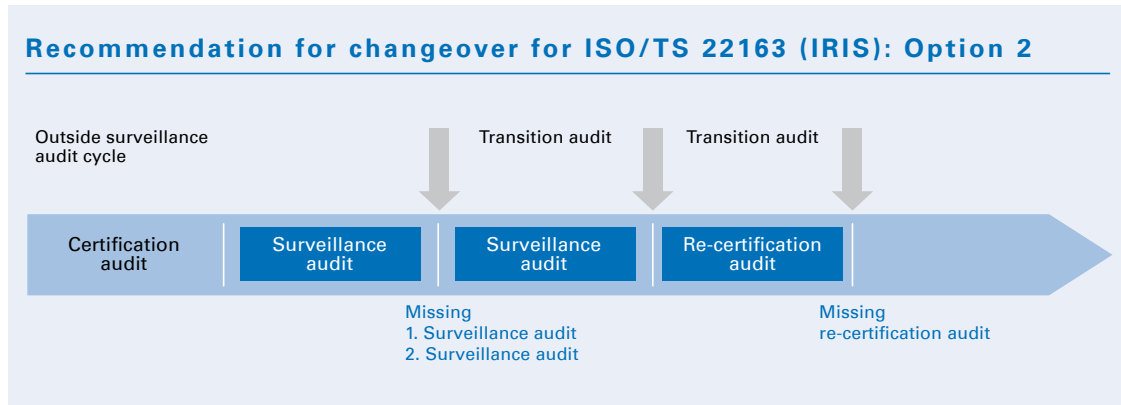 Recommendation for changeover for ISO/TS 22163 (IRIS): Option 2
Outside surveillance
audit cycle
Transition audit
Transition audit
Certification
audit
Surveillance
audit
Surveillance
audit
Re-certification
audit
Missing
1. Surveillance audit
2. Surveillance audit
Missing
re-certification audit